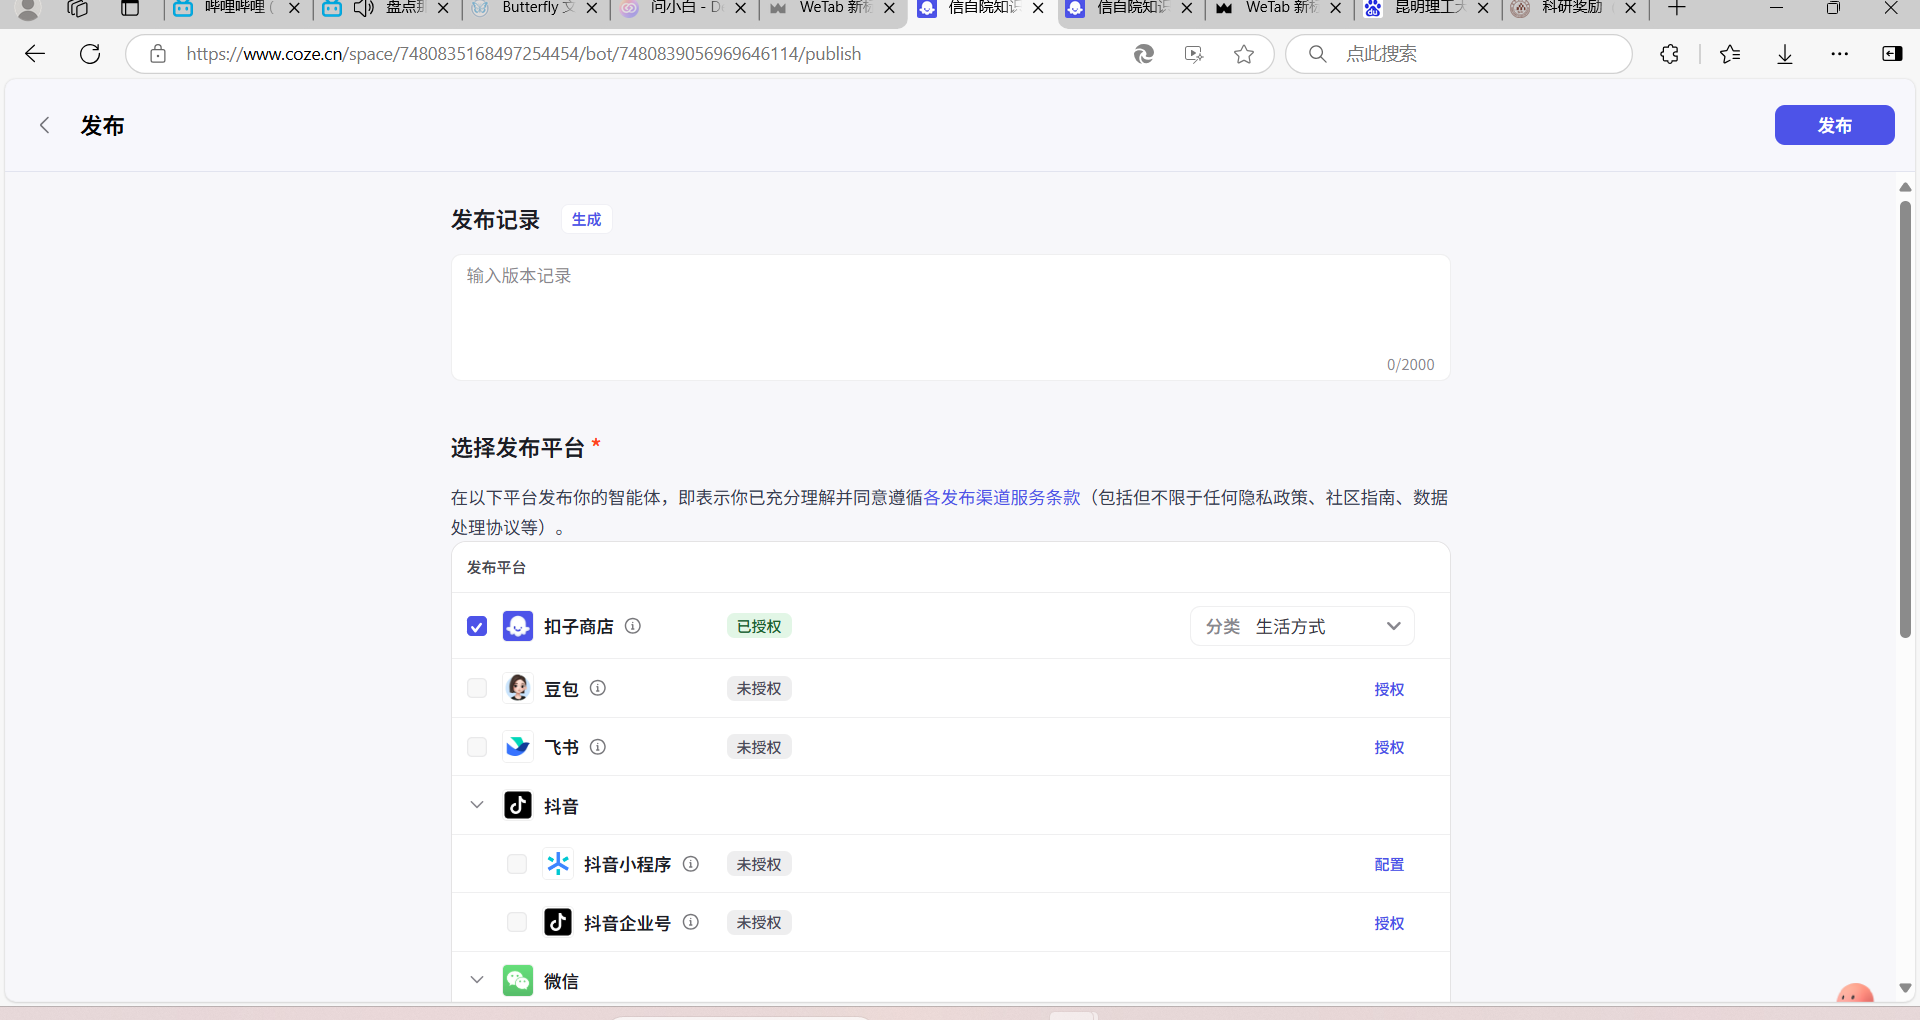 哔哩哔哩 (
盘点那
Butterfly 文
问小白 - De
WeTab 新标
信自院知识
信自院知识
WeTab 新标
昆明理工大
科研奖励
https://www.coze.cn/space/7480835168497254454/bot/7480839056969646114/publish
点此搜索
发布
发布
发布记录
生成
输入版本记录
0/2000
选择发布平台 *
在以下平台发布你的智能体，即表示你已充分理解并同意遵循各发布渠道服务条款（包括但不限于任何隐私政策、社区指南、数据
处理协议等）。
发布平台
扣子商店
已授权
分类 生活方式
豆包
未授权
授权
飞书
未授权
授权
抖音
抖音小程序
未授权
配置
抖音企业号
未授权
授权
微信